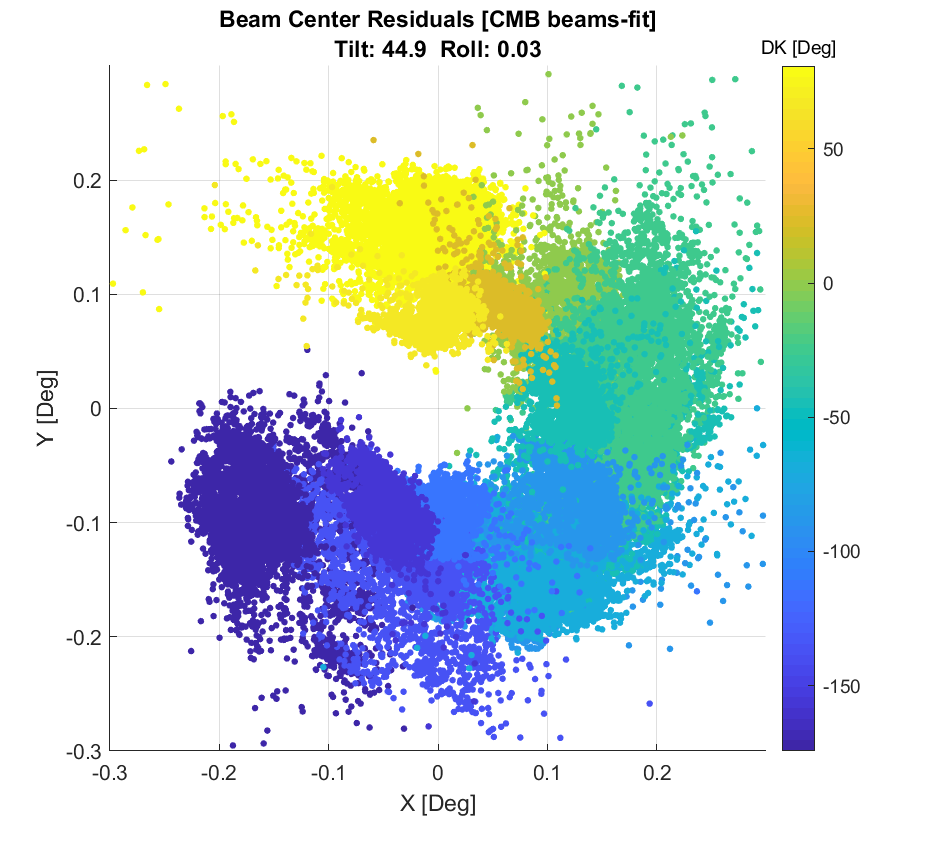 Beam Center Residuals [CMB beams-fit]
Tilt: 44.9  Roll: 0.03
DK [Deg]
50
0
-50
-100
-150
0.2
0.1
0
-0.1
-0.2
-0.3
Y [Deg]
-0.3 -0.2 -0.1 0 0.1 0.2
X [Deg]